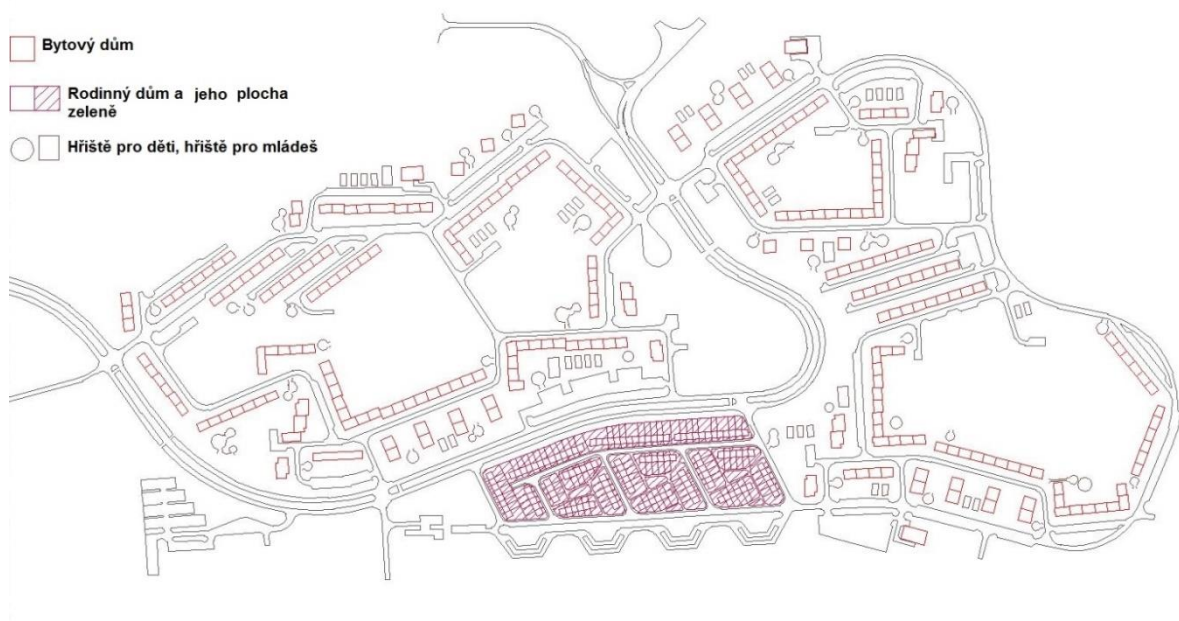 Bytový dům
Rodinný dům a jeho plocha
zeleně
Hřiště pro děti, hřiště pro mládeš